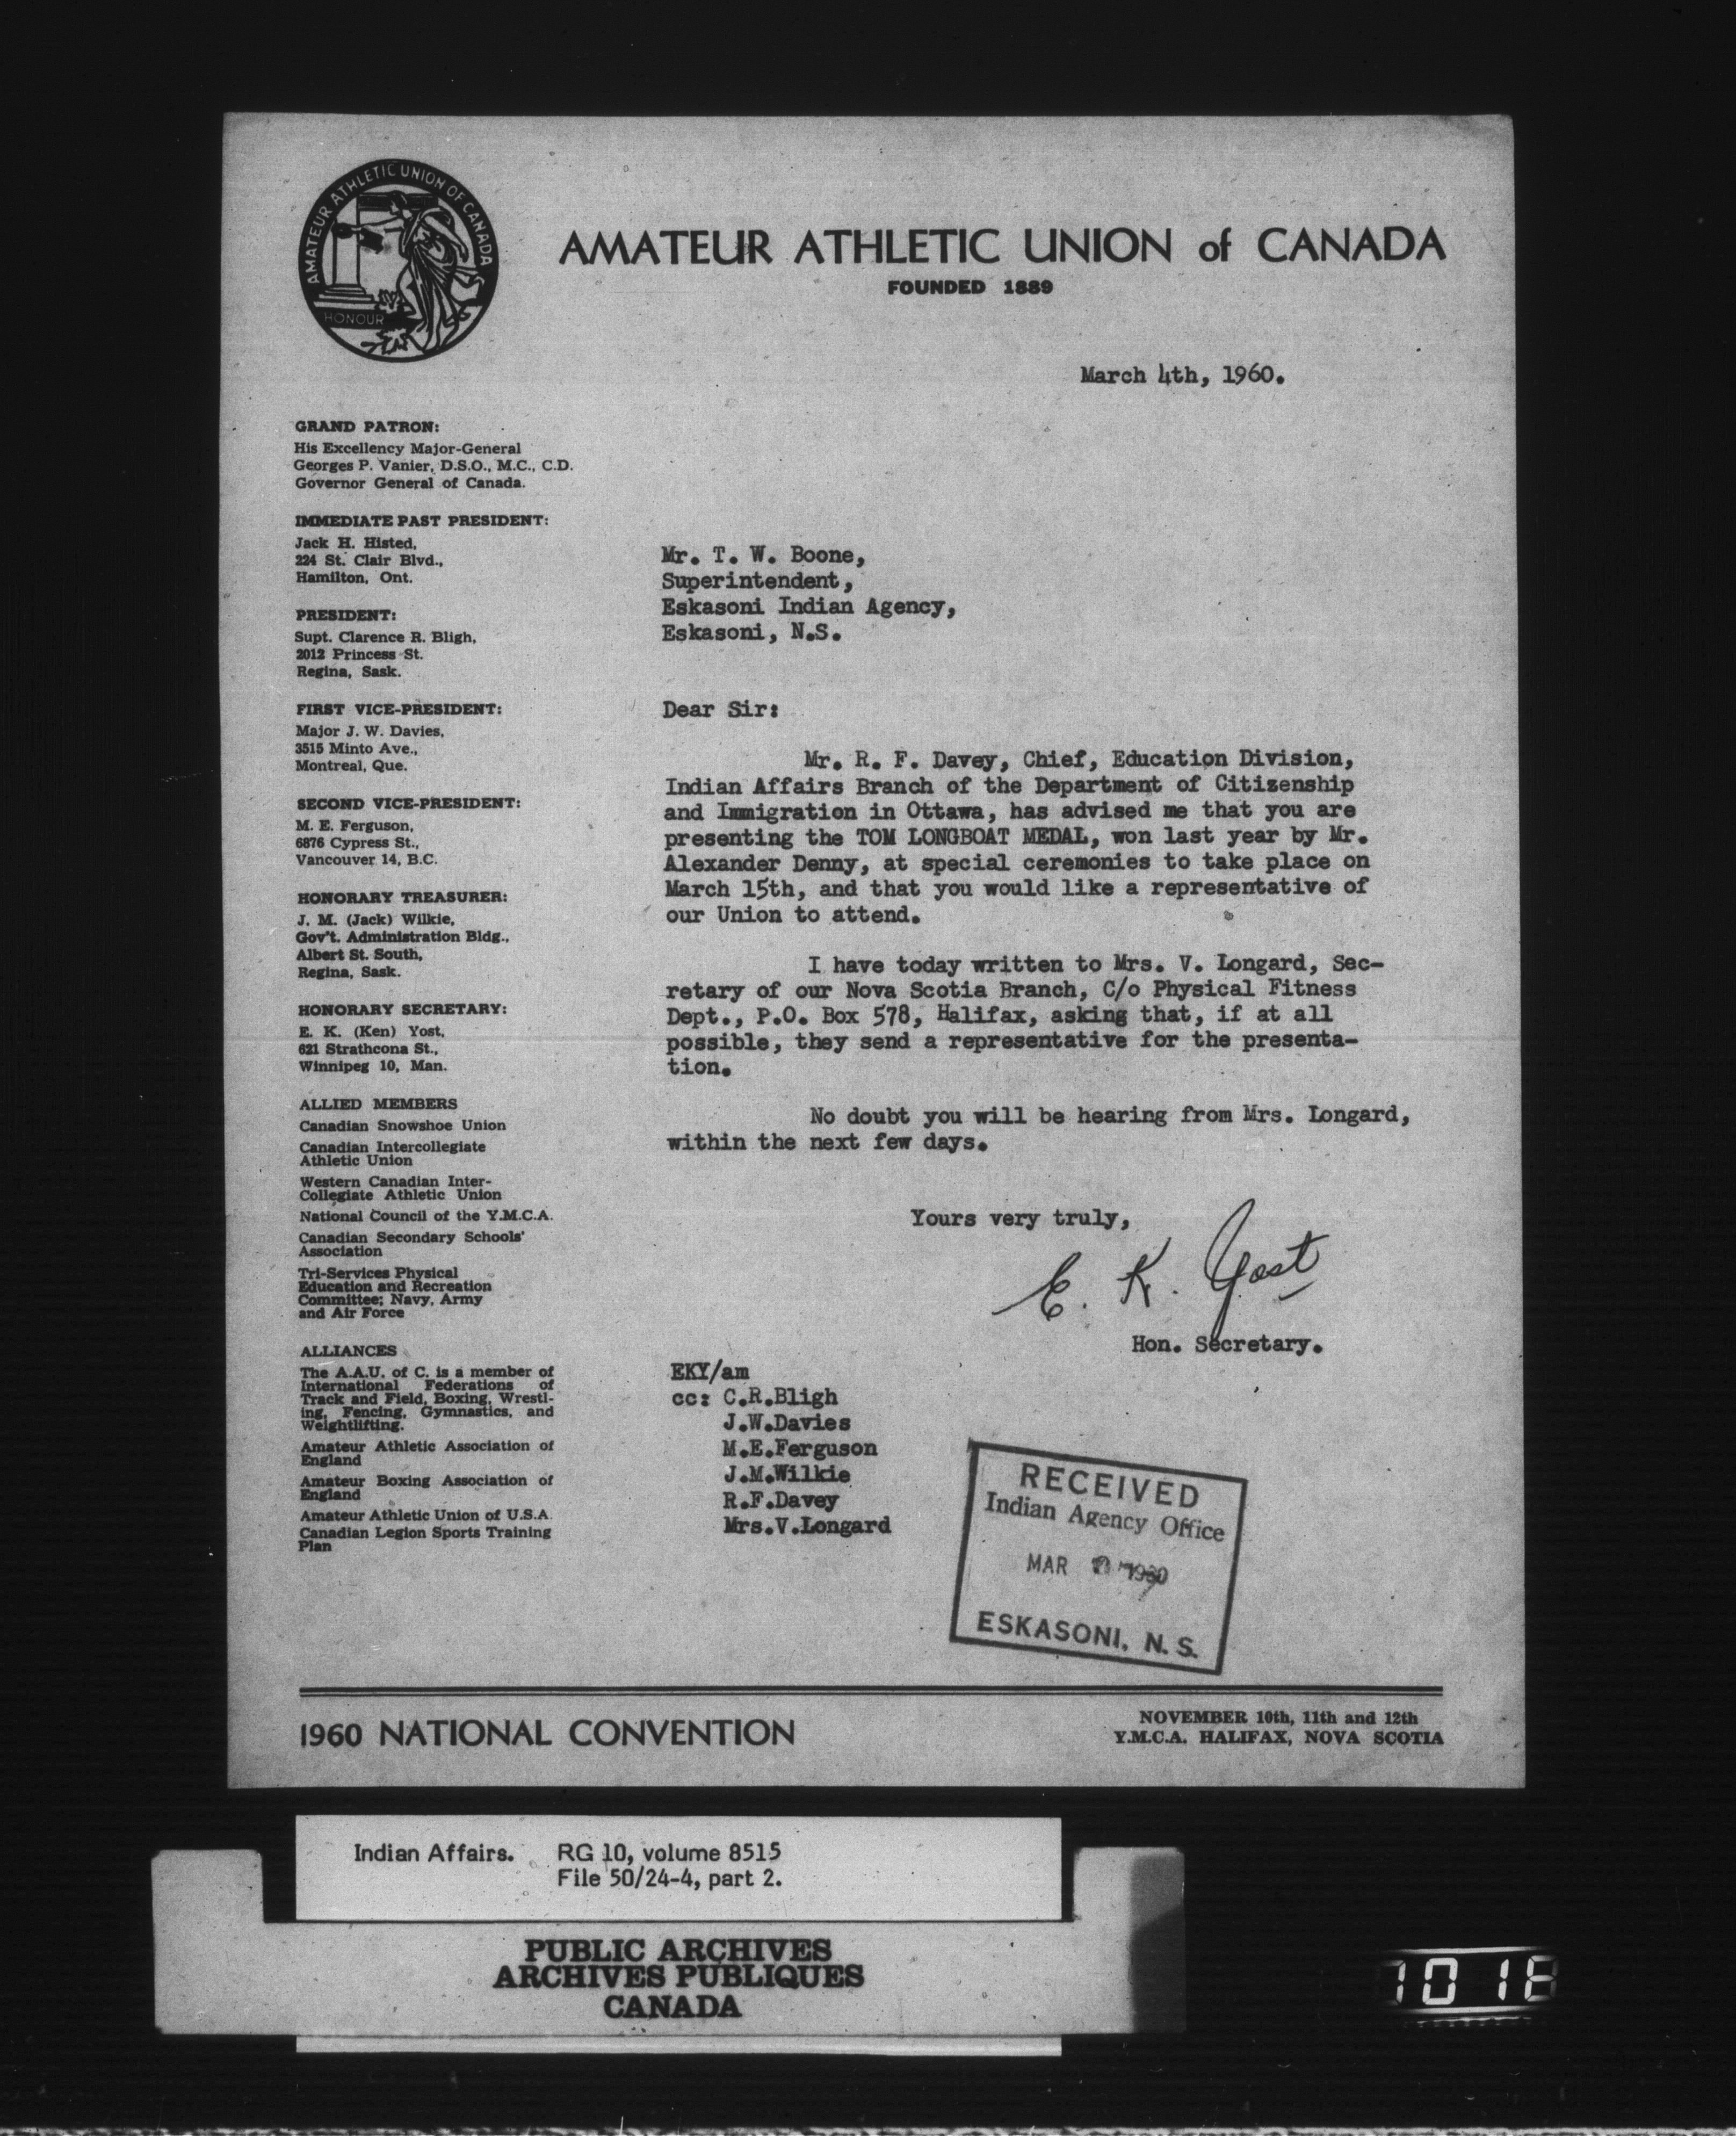 AMATEUR ATHLETIC UNION OF CANADA
HONOUR
AMATEUR ATHLETIC UNION of CANADA
FOUNDED 1889
March 4th, 1960.
GRAND PATRON:
His Excellency Major-General
Georges P. Vanier, D.S.O., M.C., C.D.
Governor General of Canada.
IMMEDIATE PAST PRESIDENT:
Jack H. Histed,
224 St. Clair Blvd.,
Hamilton, Ont.
PRESIDENT:
Supt. Clarence R. Bligh,
2012 Princess St.
Regina, Sask.
FIRST VICE-PRESIDENT:
Major J. W. Davies,
3515 Minto Ave.,
Montreal, Que.
SECOND VICE-PRESIDENT:
M. E. Ferguson,
6876 Cypress St.,
Vancouver 14, B.C.
HONORARY TREASURER:
J. M. (Jack) Wilkie,
Gov't. Administration Bldg.,
Albert St. South,
Regina, Sask.
HONORARY SECRETARY:
E. K. (Ken) Yost,
621 Strathcona St.,
Winnipeg 10, Man.
ALLIED MEMBERS
Canadian Snowshoe Union
Canadian Intercollegiate
Athletic Union
Western Canadian Inter-
Collegiate Athletic Union
National Council of the Y.M.C.A.
Canadian Secondary Schools'
Association
Tri-Services Physical
Education and Recreation
Committee; Navy, Army
and Air Force
ALLIANCES
The A.A.U. of C. is a member of
International Federations of
Track and Field, Boxing, Wrestl-
ing, Fencing, Gymnastics, and
Weightlifting.
Amateur Athletic Association of
England
Amateur Boxing Association of
England
Amateur Athletic Union of U.S.A.
Canadian Legion Sports Training
Plan
Mr. T. W. Boone,
Superintendent,
Eskasoni Indian Agency,
Eskasoni, N.S.
Dear Sir:
Mr. R. F. Davey, Chief, Education Division,
Indian Affairs Branch of the Department of Citizenship
and Immigration in Ottawa, has advised me that you are
presenting the TOM LONGBOAT MEDAL, won last year by Mr.
Alexander Denny, at special ceremonies to take place on
March 15th, and that you would like a representative of
our Union to attend.
I have today written to Mrs. V. Longard, Sec-
retary of our Nova Scotia Branch, C/o Physical Fitness
Dept., P.O. Box 578, Halifax, asking that, if at all
possible, they send a representative for the presenta-
tion.
No doubt you will be hearing from Mrs. Longard,
within the next few days.
Yours very truly,
E. K. Yost
Hon. Secretary.
EKY/am
cc: C.R.Bligh
J.W.Davies
M.E.Ferguson
J.M.Wilkie
R.F.Davey
Mrs.V.Longard
RECEIVED
Indian Agency Office
MAR 1960
ESKASONI, N. S.
1960 NATIONAL CONVENTION
NOVEMBER 10th, 11th and 12th
Y.M.C.A. HALIFAX, NOVA SCOTIA
Indian Affairs. RG 10, volume 8515
File 50/24-4, part 2.
PUBLIC ARCHIVES
ARCHIVES PUBLIQUES
CANADA